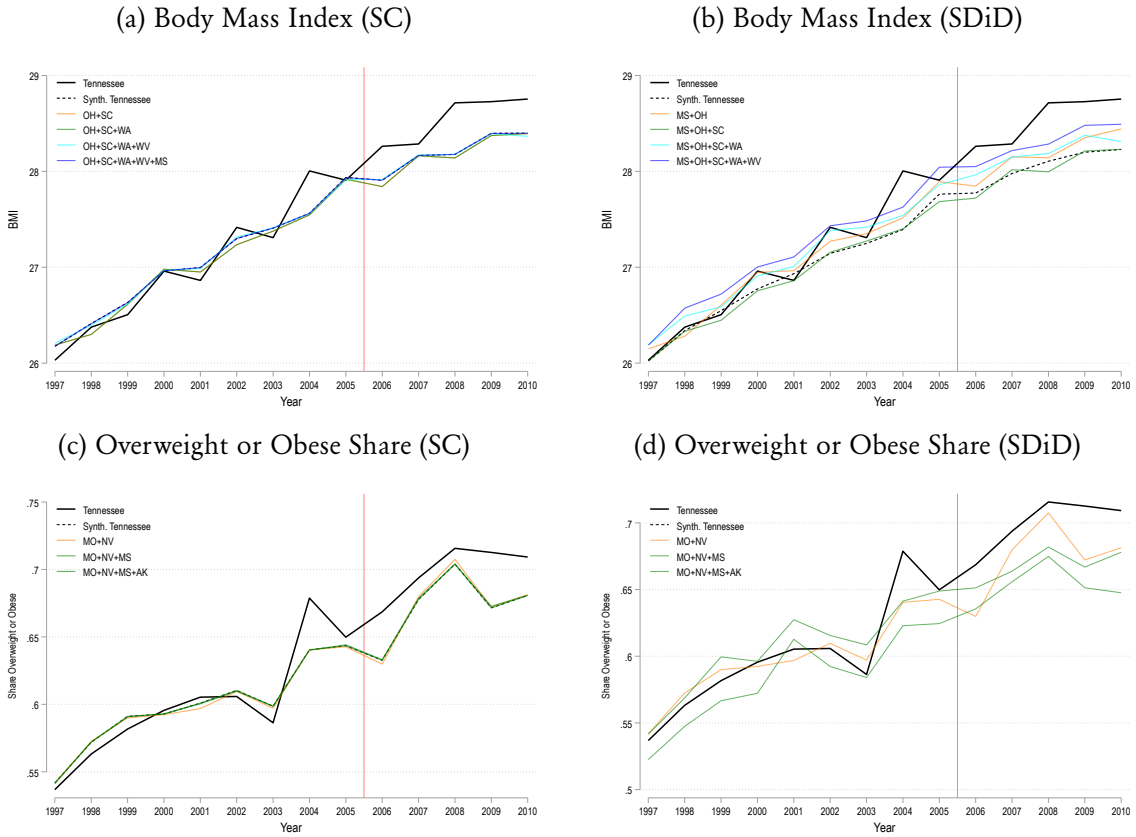 (a) Body Mass Index (SC)
29
28
27
26
BMI
Tennessee
Synth. Tennessee
OH+SC
OH+SC+WA
OH+SC+WA+WV
OH+SC+WA+WV+MS
1997 1998 1999 2000 2001 2002 2003 2004 2005 2006 2007 2008 2009 2010
Year
(b) Body Mass Index (SDiD)
29
28
27
26
BMI
Tennessee
Synth. Tennessee
MS+OH
MS+OH+SC
MS+OH+SC+WA
MS+OH+SC+WA+WV
1997 1998 1999 2000 2001 2002 2003 2004 2005 2006 2007 2008 2009 2010
Year
(c) Overweight or Obese Share (SC)
.75
.7
.65
.6
.55
Share Overweight or Obese
Tennessee
Synth. Tennessee
MO+NV
MO+NV+MS
MO+NV+MS+AK
1997 1998 1999 2000 2001 2002 2003 2004 2005 2006 2007 2008 2009 2010
Year
(d) Overweight or Obese Share (SDiD)
.7
.65
.6
.55
.5
Share Overweight or Obese
Tennessee
Synth. Tennessee
MO+NV
MO+NV+MS
MO+NV+MS+AK
1997 1998 1999 2000 2001 2002 2003 2004 2005 2006 2007 2008 2009 2010
Year